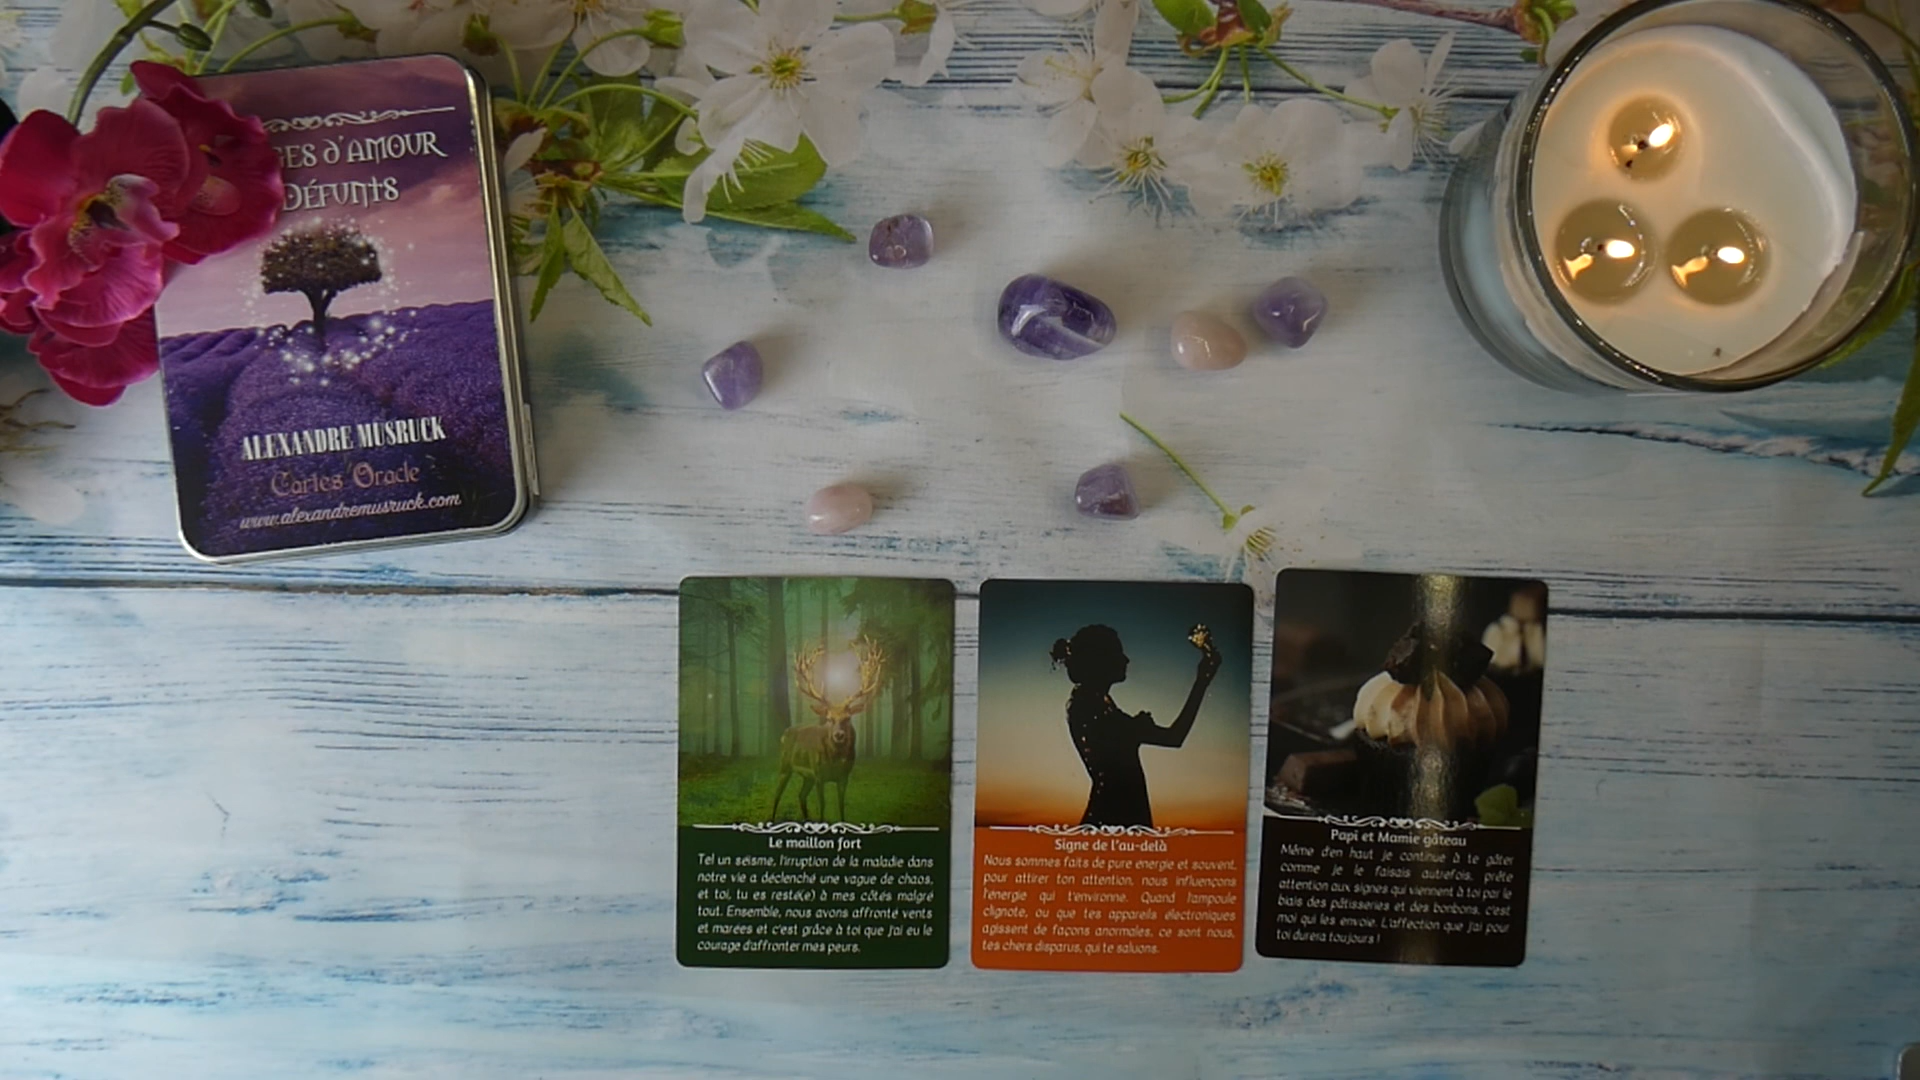 GES D'AMOUR
DÉFUNTS
ALEXANDRE MUSRUCK
Cartes Oracle
www.alexandremusruck.com
Le maillon fort
Tel un séisme, l'irruption de la maladie dans
notre vie a déclenché une vague de chaos,
et toi, tu es resté(e) à mes côtés malgré
tout. Ensemble, nous avons affronté vents
et marées et c'est grâce à toi que j'ai eu le
courage d'affronter mes peurs.
Signe de l'au-delà
Nous sommes faits de pure énergie et souvent,
pour attirer ton attention, nous influençons
l'énergie qui t'environne. Quand l'ampoule
clignote, ou que tes appareils électroniques
agissent de façons anormales, ce sont nous,
tes chers disparus, qui te saluons.
Papi et Mamie gâteau
Même d'en haut je continue à te gâter
comme je le faisais autrefois, prête
attention aux signes qui viennent à toi par le
biais des pâtisseries et des bonbons, c'est
moi qui les envoie. L'affection que j'ai pour
toi durera toujours !